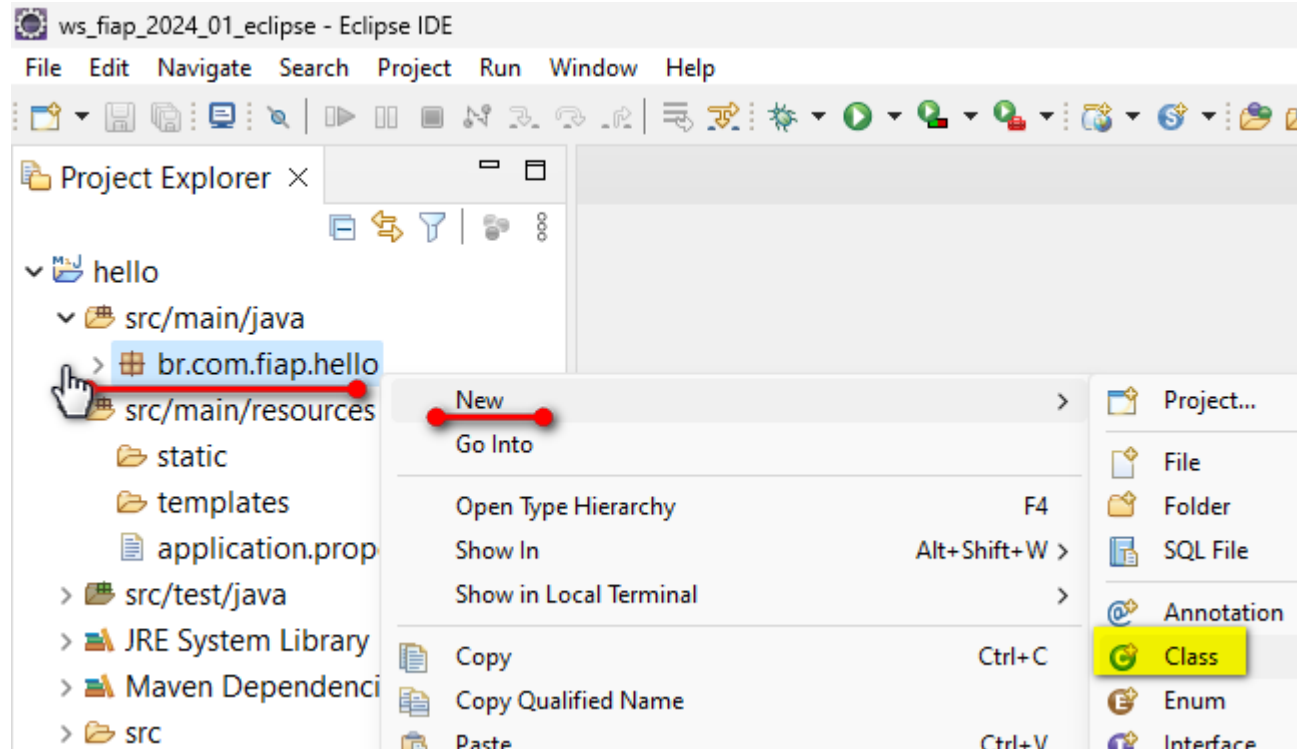 ws_fiap_2024_01_eclipse - Eclipse IDE
File Edit Navigate Search Project Run Window Help
Project Explorer
hello
src/main/java
br.com.fiap.hello
src/main/resources
static
templates
application.prop
src/test/java
JRE System Library
Maven Dependenci
src
New
Go Into
Open Type Hierarchy F4
Show In Alt+Shift+W
Show in Local Terminal
Copy Ctrl+C
Copy Qualified Name
Paste Ctrl+V
Project...
File
Folder
SQL File
Annotation
Class
Enum
Interface